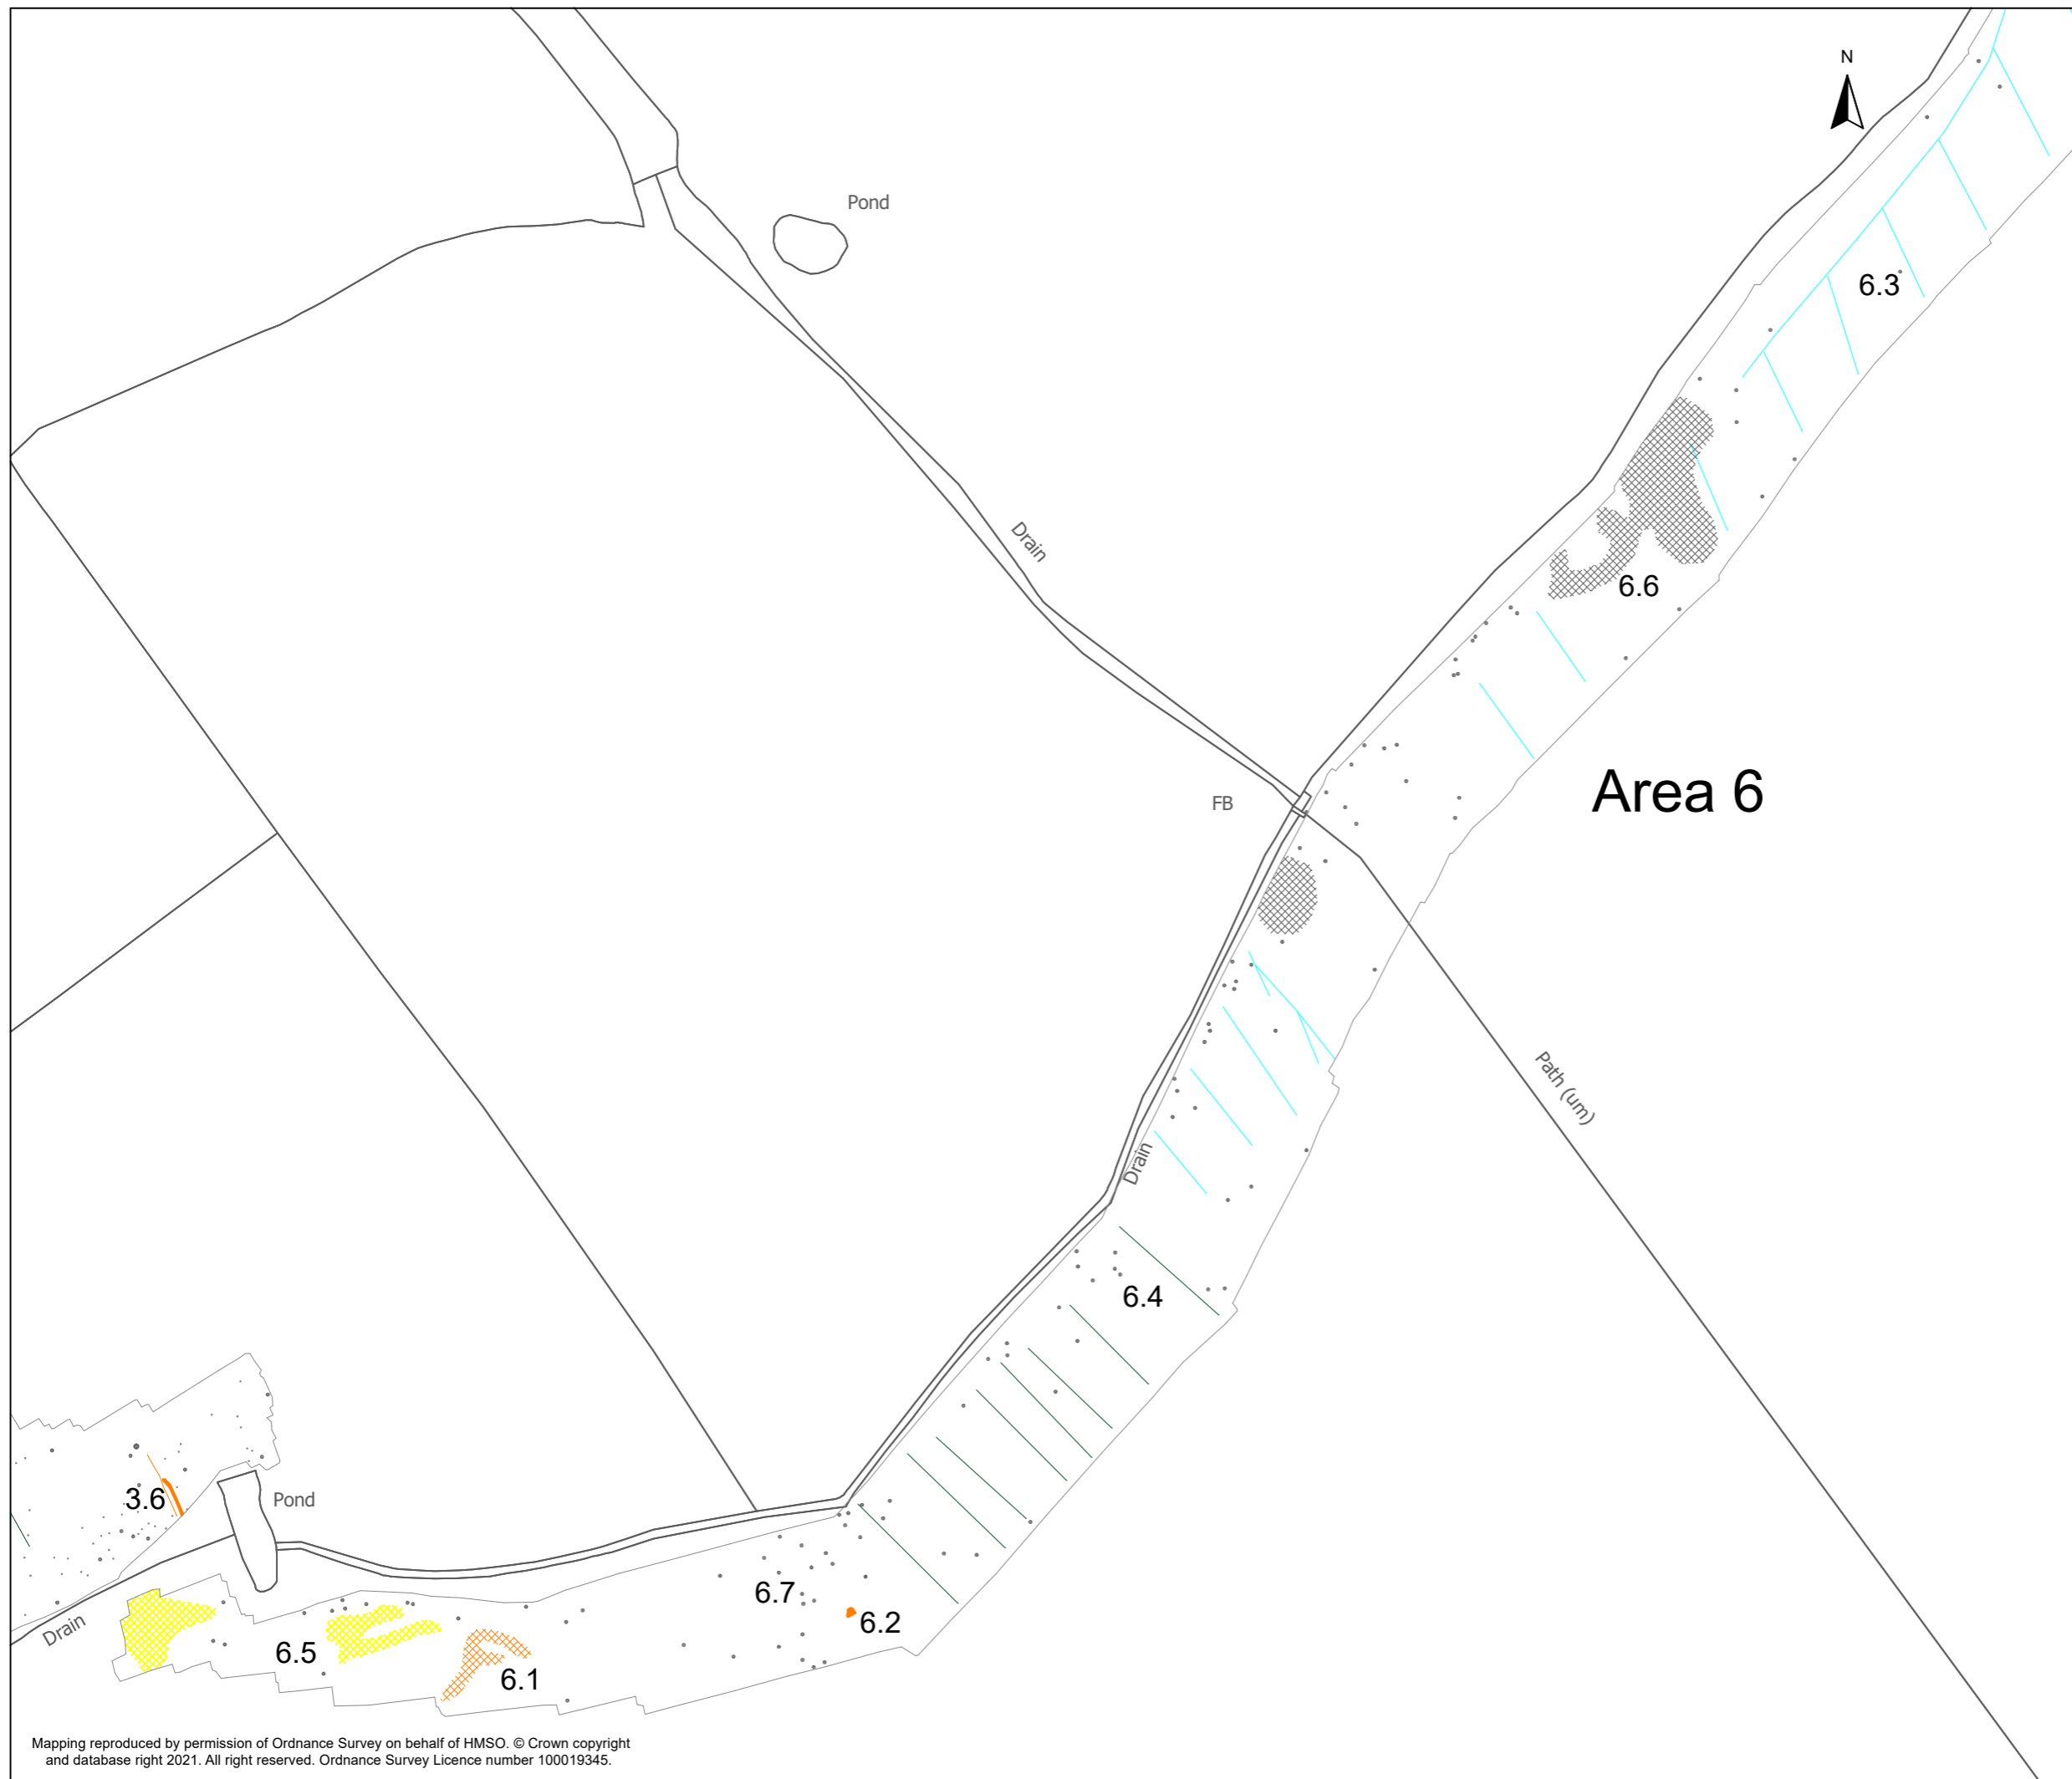 N
Pond
6.3
Drain
6.6
Area 6
FB
Path (um)
Drain
6.4
3.6
Pond
6.7
6.2
Drain
6.5
6.1
Mapping reproduced by permission of Ordnance Survey on behalf of HMSO. © Crown copyright
and database right 2021. All right reserved. Ordnance Survey Licence number 100019345.